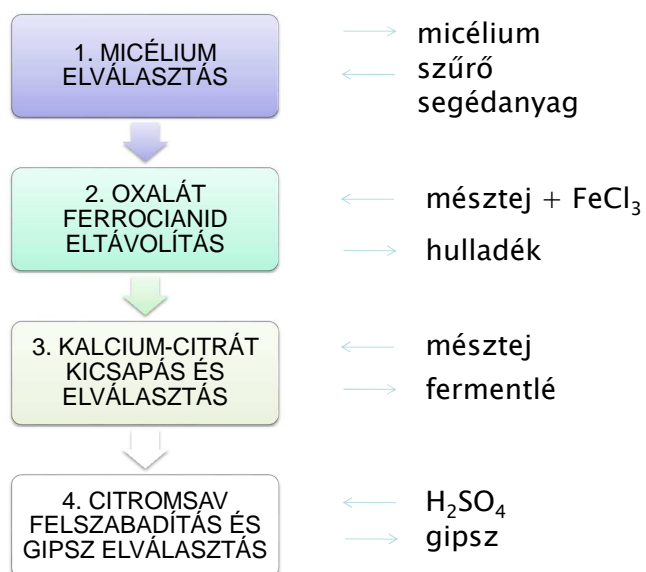 1. MICÉLIUM
ELVÁLASZTÁS
micélium
szűrő
segédanyag
2. OXALÁT
FERROCIANID
ELTÁVOLÍTÁS
mésztej + FeCl₃
hulladék
3. KALCIUM-CITRÁT
KICSAPÁS ÉS
ELVÁLASZTÁS
mésztej
fermentlé
4. CITROMSAV
FELSZABADÍTÁS ÉS
GIPSZ ELVÁLASZTÁS
H₂SO₄
gipsz